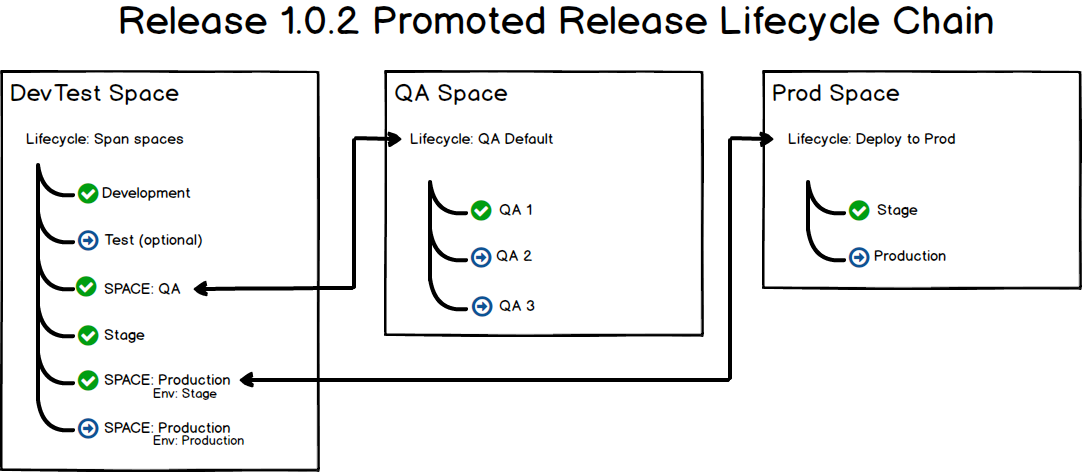 Release 1.0.2 Promoted Release Lifecycle Chain
DevTest Space
Lifecycle: Span spaces
Development
Test (optional)
SPACE: QA
Stage
SPACE: Production
Env: Stage
SPACE: Production
Env: Production
QA Space
Lifecycle: QA Default
QA 1
QA 2
QA 3
Prod Space
Lifecycle: Deploy to Prod
Stage
Production